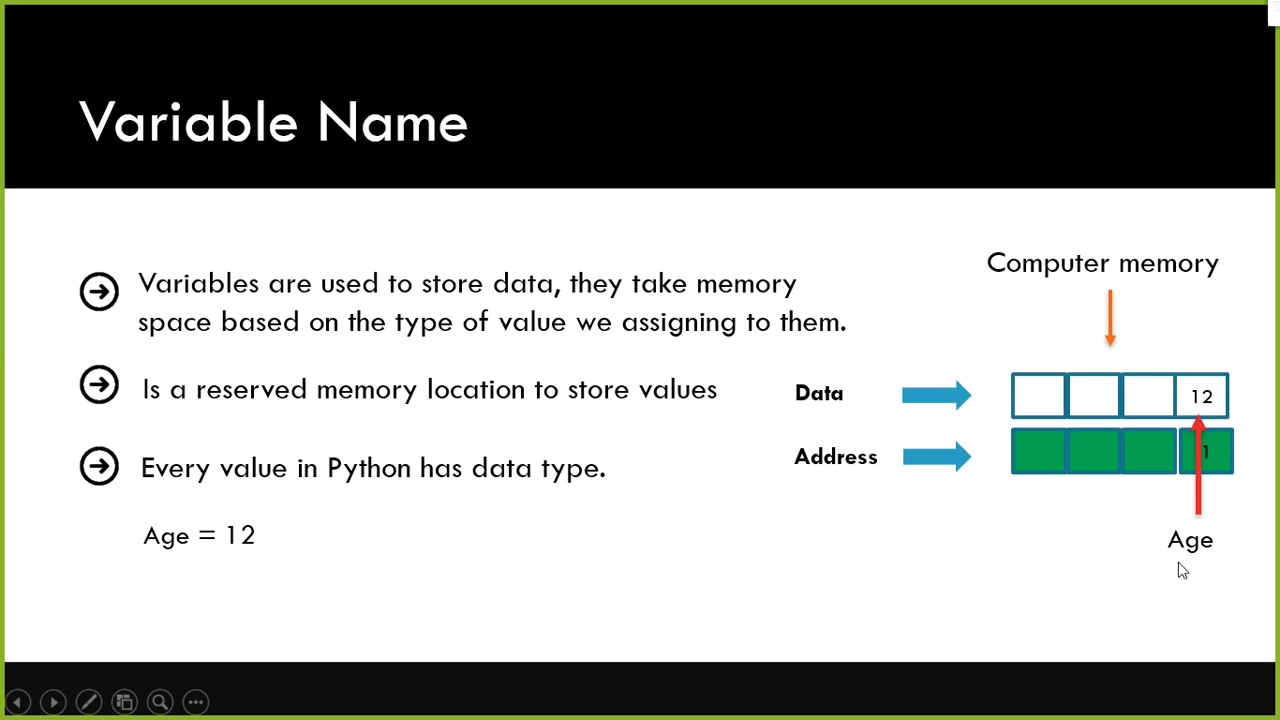 Variable Name
Variables are used to store data, they take memory
space based on the type of value we assigning to them.
Is a reserved memory location to store values
Every value in Python has data type.
Age = 12
Computer memory
Data
12
Address
1
Age